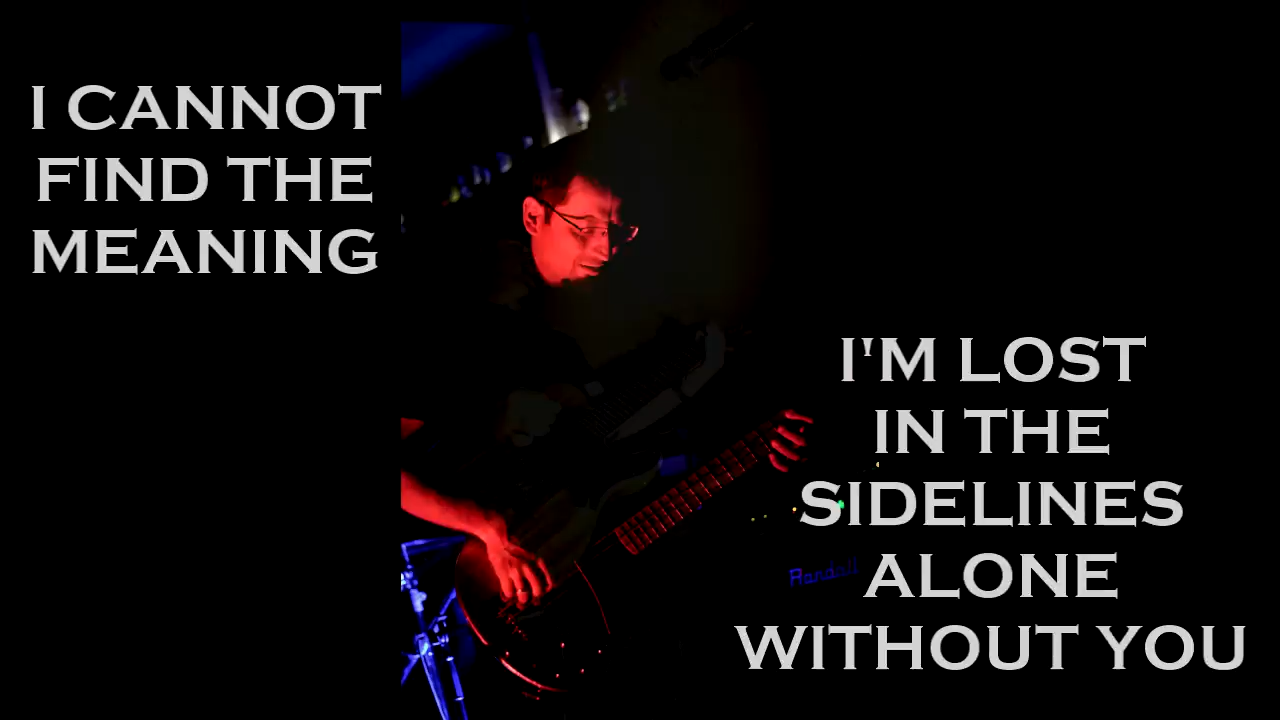 I CANNOT
FIND THE
MEANING
I'M LOST
IN THE
SIDELINES
ALONE
WITHOUT YOU
Randall